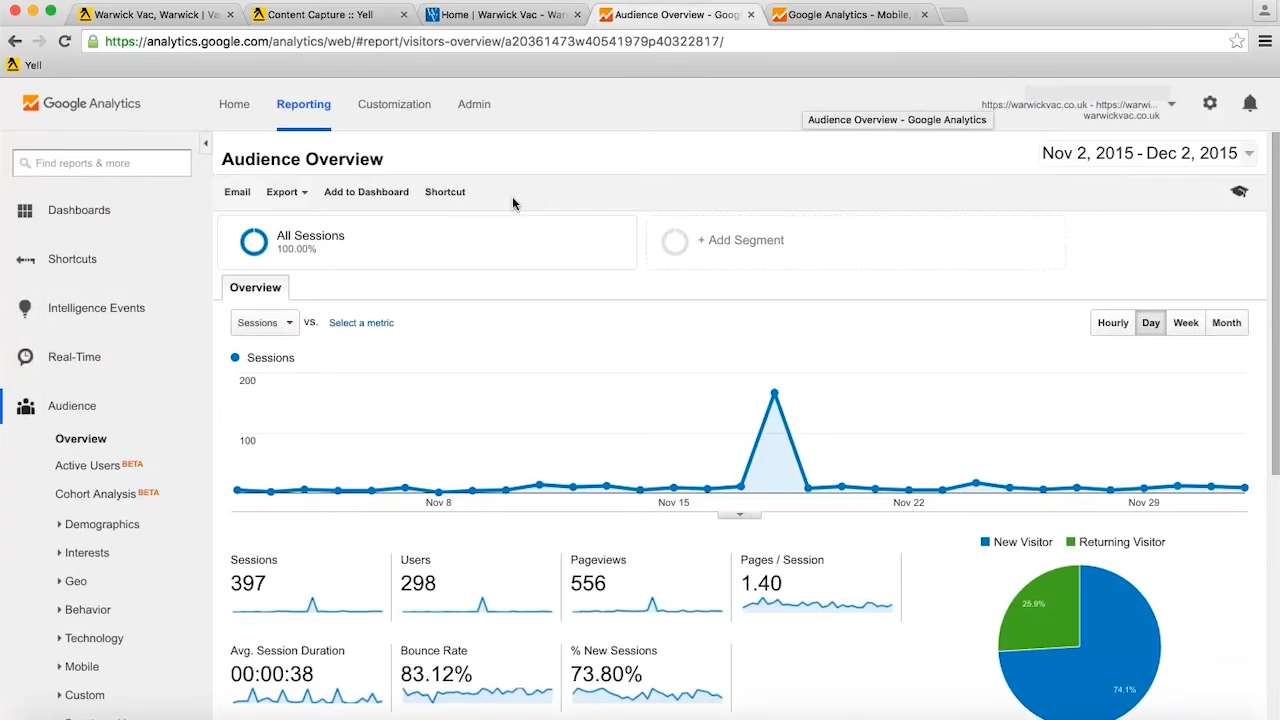 Warwick Vac, Warwick | Va
Content Capture :: Yell
Home | Warwick Vac - War
Audience Overview - Goog
Google Analytics - Mobile,
https://analytics.google.com/analytics/web/#report/visitors-overview/a20361473w40541979p40322817/
Yell
Google Analytics
Home
Reporting
Customization
Admin
https://warwickvac.co.uk - https://warwi...
warwickvac.co.uk
Audience Overview - Google Analytics
Find reports & more
Audience Overview
Nov 2, 2015 - Dec 2, 2015
Email
Export
Add to Dashboard
Shortcut
Dashboards
Shortcuts
Intelligence Events
Real-Time
Audience
Overview
Active Users BETA
Cohort Analysis BETA
Demographics
Interests
Geo
Behavior
Technology
Mobile
Custom
All Sessions
100.00%
+ Add Segment
Overview
Sessions
VS.
Select a metric
Hourly
Day
Week
Month
Sessions
200
100
Nov 8
Nov 15
Nov 22
Nov 29
Sessions
397
Users
298
Pageviews
556
Pages / Session
1.40
Avg. Session Duration
00:00:38
Bounce Rate
83.12%
% New Sessions
73.80%
New Visitor
Returning Visitor
25.9%
74.1%